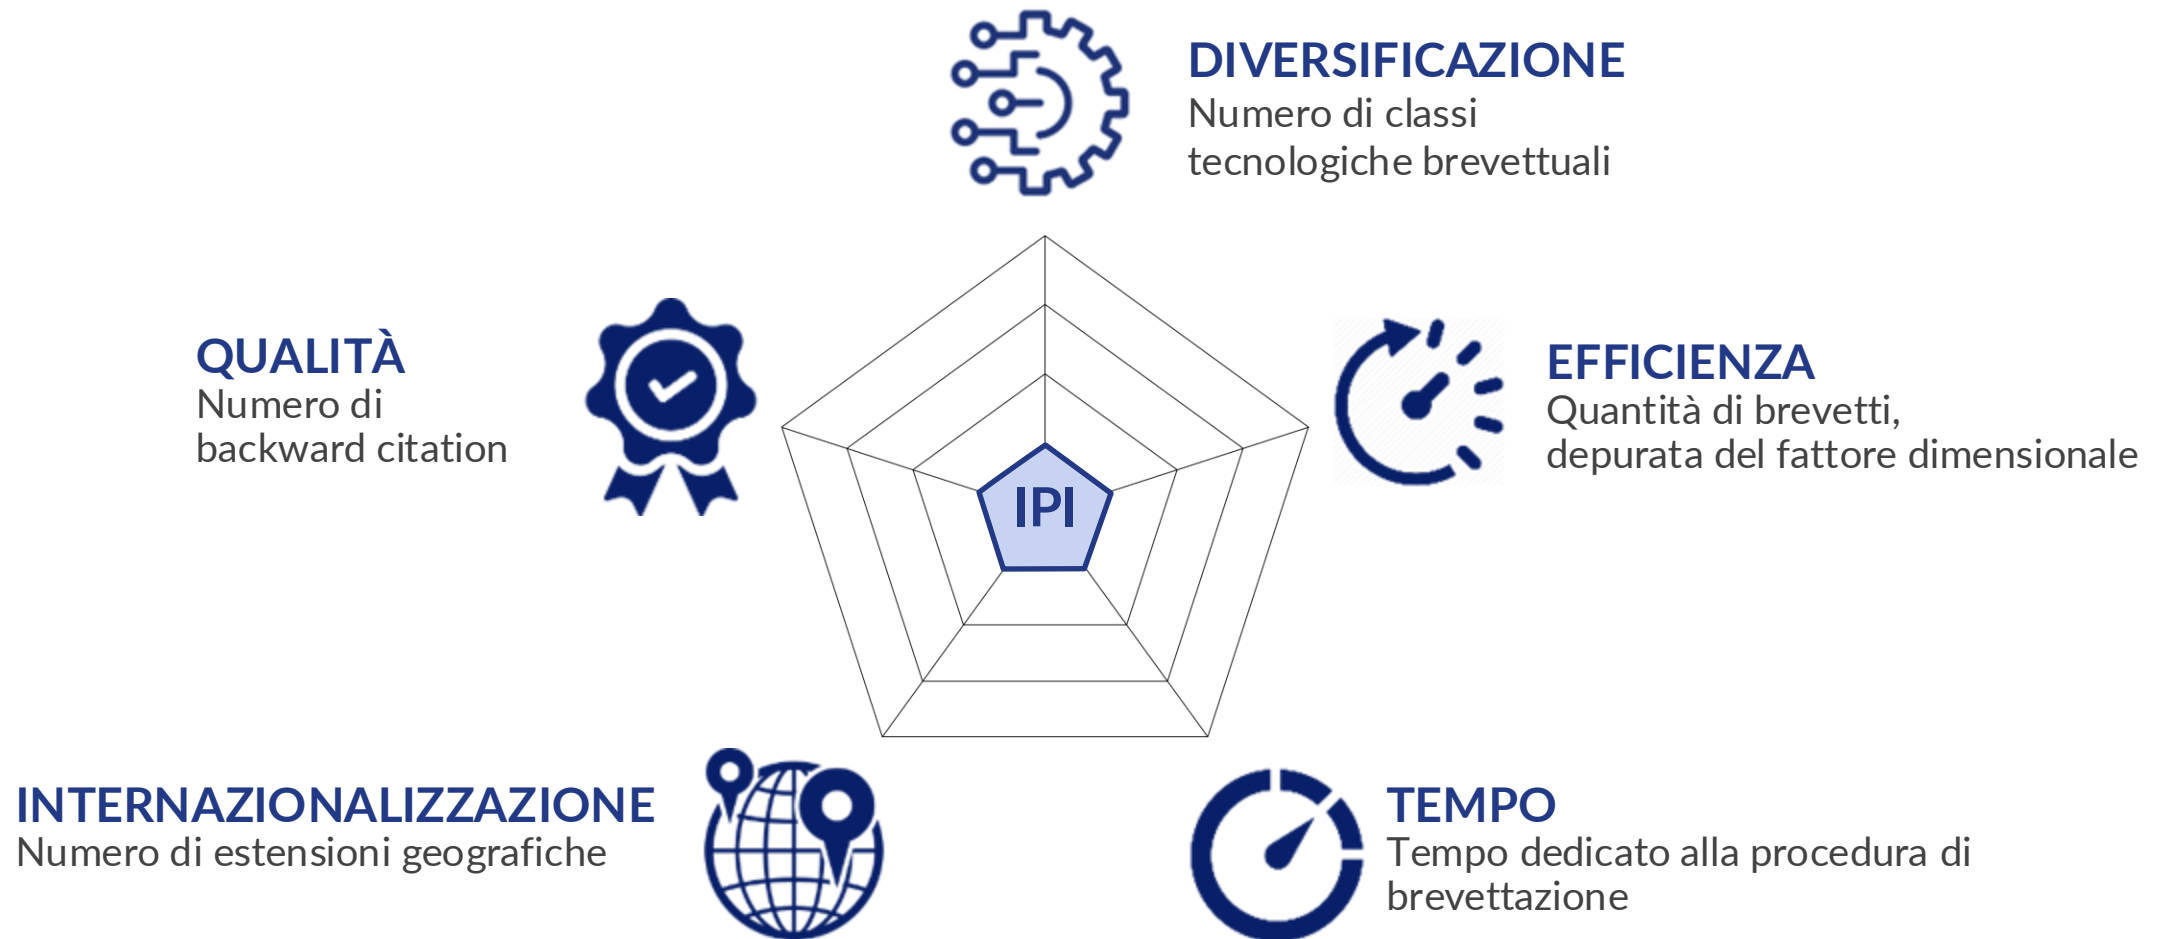 DIVERSIFICAZIONE
Numero di classi
tecnologiche brevettuali
QUALITÀ
Numero di
backward citation
EFFICIENZA
Quantità di brevetti,
depurata del fattore dimensionale
IPI
INTERNAZIONALIZZAZIONE
Numero di estensioni geografiche
TEMPO
Tempo dedicato alla procedura di
brevettazione